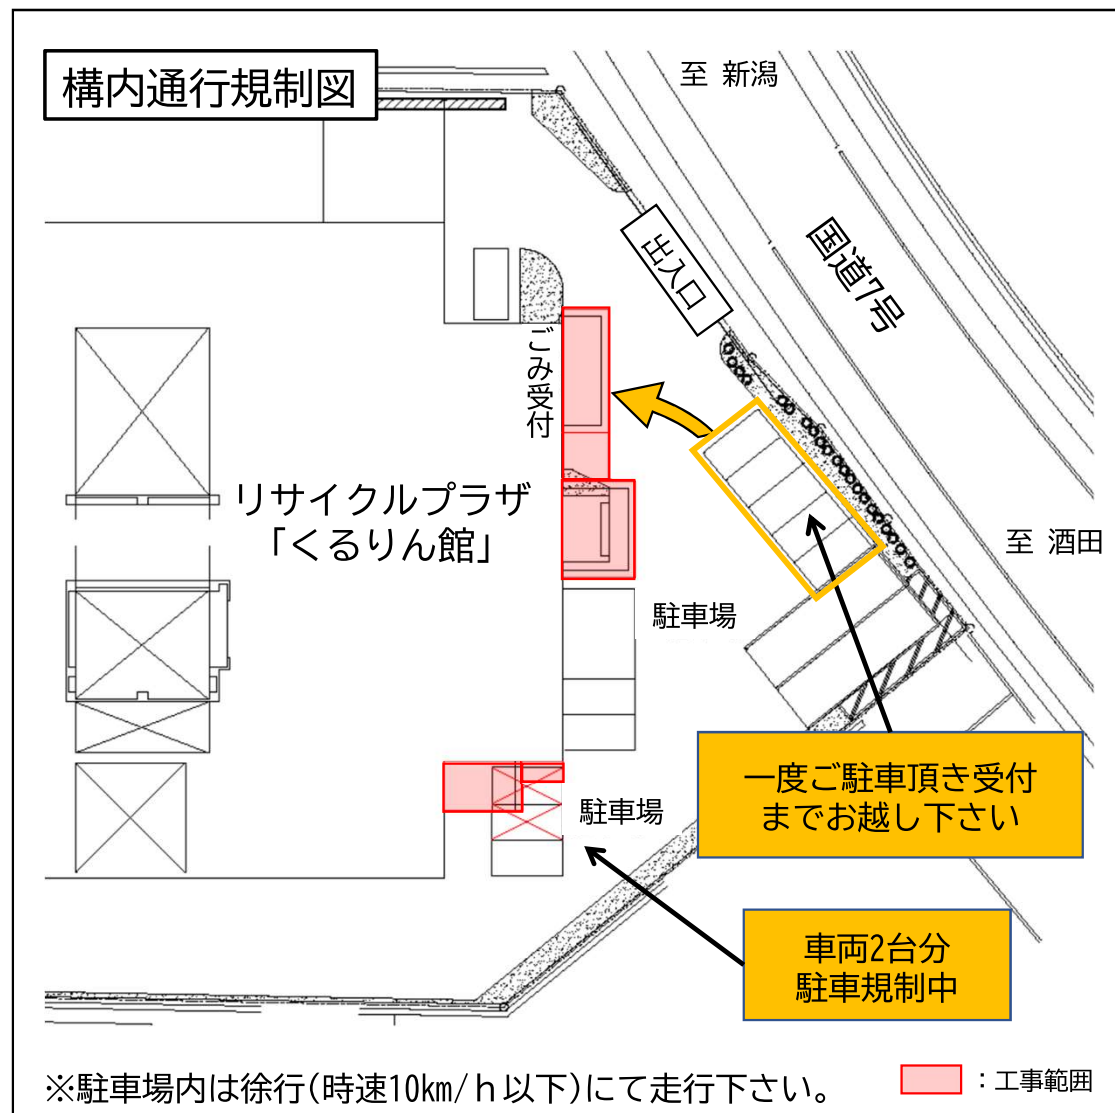 構内通行規制図
至 新潟
国道7号
出入口
ごみ受付
リサイクルプラザ
「くるりん館」
至 酒田
駐車場
一度ご駐車頂き受付
までお越し下さい
駐車場
車両2台分
駐車規制中
※駐車場内は徐行(時速10km/ｈ以下)にて走行下さい。
：工事範囲